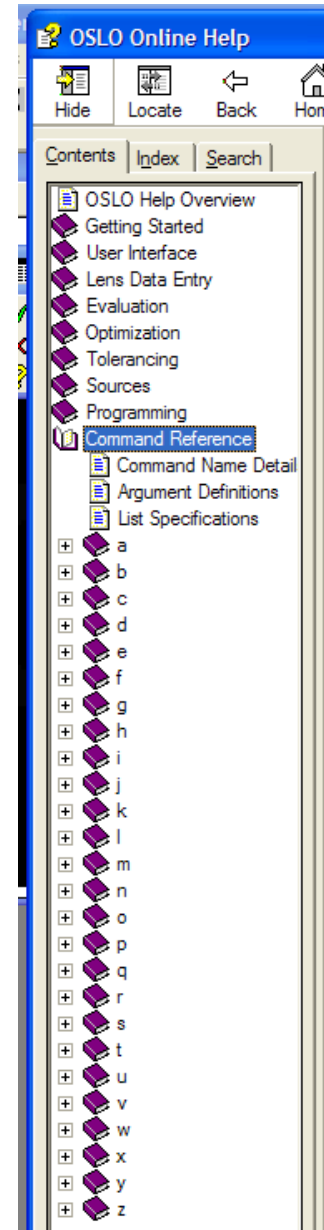 OSLO Online Help
Hide Locate Back
Contents Index Search
OSLO Help Overview
Getting Started
User Interface
Lens Data Entry
Evaluation
Optimization
Tolerancing
Sources
Programming
Command Reference
Command Name Detail
Argument Definitions
List Specifications
a
b
c
d
e
f
g
h
i
j
k
l
m
n
o
p
q
r
s
t
u
v
w
x
y
z